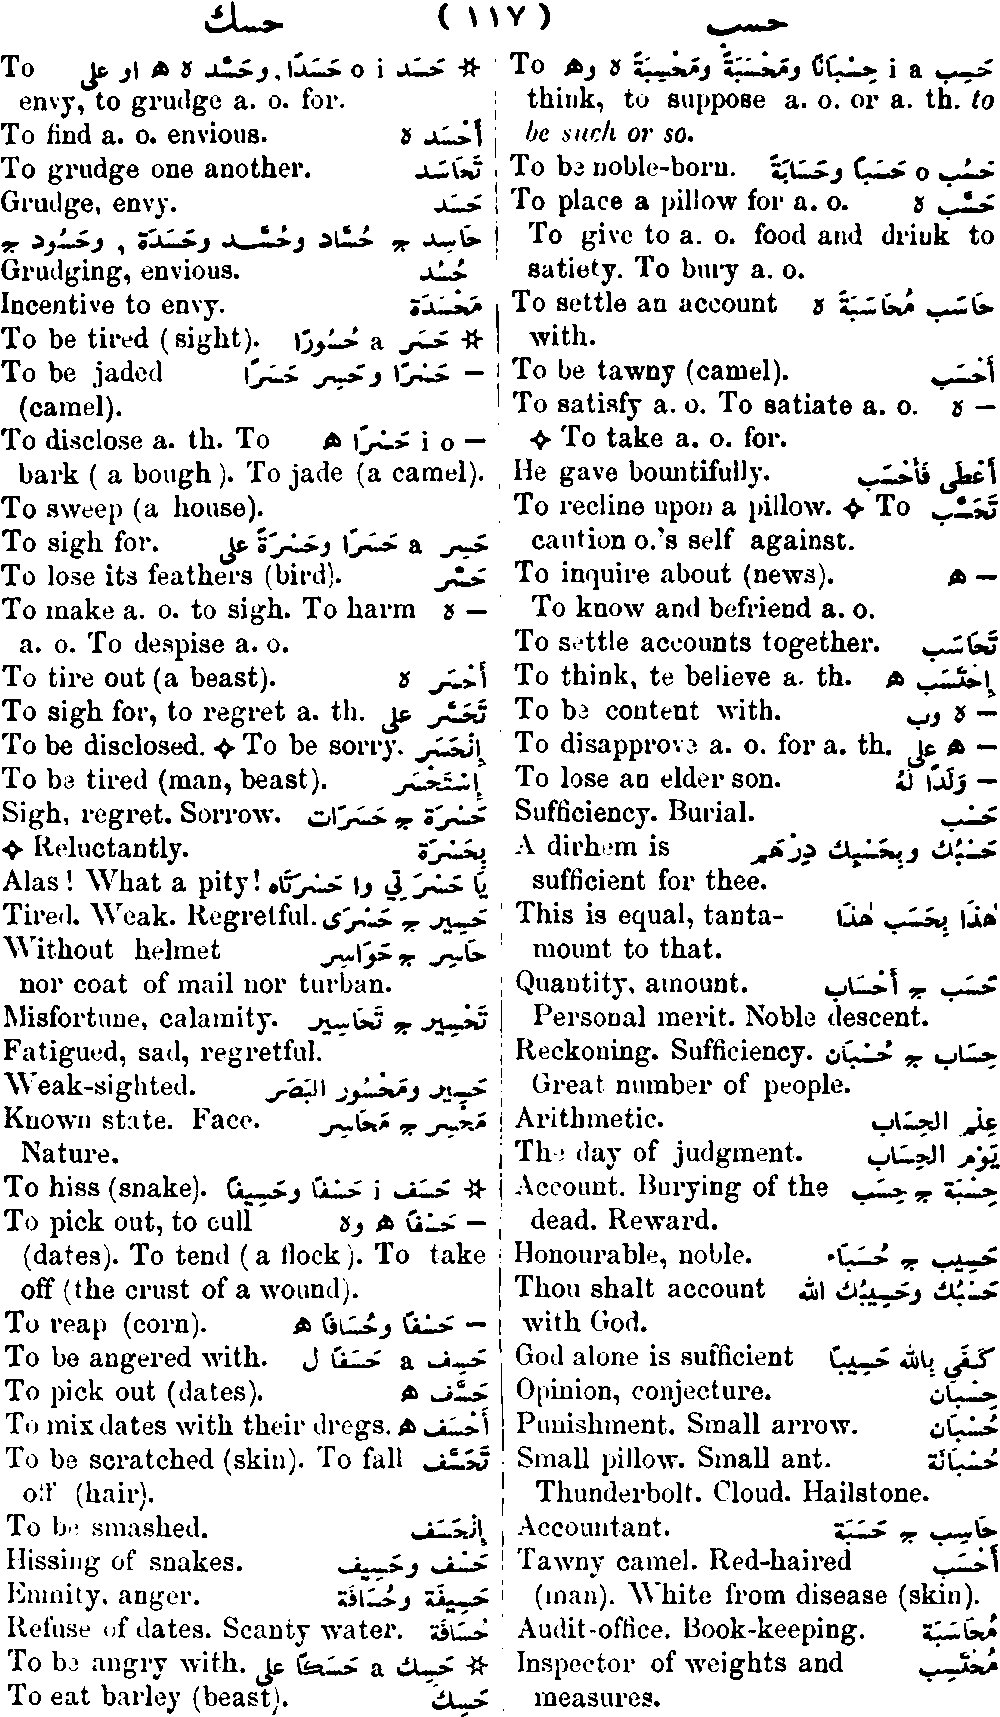 حسب ( ١١٧ ) حسك
To حَسِب i a حِسْبَانًا ومَحْسَبَةً ومَحْسِبَةً ه وه
think, to suppose a. o. or a. th. to
be such or so.
To be noble-born. حَسُب o حَسَبًا وحَسَابَةً
To place a pillow for a. o. حَسَّب ه
To give to a. o. food and drink to
satiety. To bury a. o.
To settle an account حَاسَب مُحَاسَبَةً ه
with.
To be tawny (camel). أَحْسَب
To satisfy a. o. To satiate a. o. ه —
✧ To take a. o. for.
He gave bountifully. أَعْطَى فَأَحْسَب
To recline upon a pillow. ✧ To تَحَسَّب
caution o.'s self against.
To inquire about (news). ه —
To know and befriend a. o.
To settle accounts together. تَحَاسَب
To think, te believe a. th. إِحْتَسَب ه
To be content with. — ه وب
To disapprove a. o. for a. th. — ه على
To lose an elder son. — وَلَدًا لَهُ
Sufficiency. Burial. حَسْب
A dirhem is حَسْبُكَ وبِحَسْبِكَ دِرْهَم
sufficient for thee.
This is equal, tanta- هٰذَا بِحَسَب هٰذَا
mount to that.
Quantity, amount. حَسَب ج أَحْسَاب
Personal merit. Noble descent.
Reckoning. Sufficiency. حِسَاب ج حُسْبَان
Great number of people.
Arithmetic. عِلْم الحِسَاب
The day of judgment. يَوْم الحِسَاب
Account. Burying of the حِسْبَة ج حِسَب
dead. Reward.
Honourable, noble. حَسِيب ج حُسَبَاء
Thou shalt account حَسْبُكَ وحَسِيبُكَ الله
with God.
God alone is sufficient كَفَى بِالله حَسِيبًا
Opinion, conjecture. حِسْبَان
Punishment. Small arrow. حُسْبَان
Small pillow. Small ant. حُسْبَانَة
Thunderbolt. Cloud. Hailstone.
Accountant. حَاسِب ج حَسَبَة
Tawny camel. Red-haired أَحْسَب
(man). White from disease (skin).
Audit-office. Book-keeping. مُحَاسَبَة
Inspector of weights and مُحْتَسِب
measures.
To ☆ حَسَد i o حَسَدًا, وحَسَّد ه ه او على
envy, to grudge a. o. for.
To find a. o. envious. أَحْسَد ه
To grudge one another. تَحَاسَد
Grudge, envy. حَسَد
حَاسِد ج حُسَّاد وحُسَّد وحَسَدَة , وحَسُود ج
Grudging, envious. حُسُد
Incentive to envy. مَحْسَدَة
To be tired (sight). ☆ حَسَر a حُسُورًا
To be jaded — حَسْرًا وحَسِر حَسَرًا
(camel).
To disclose a. th. To — i o حَسْرًا ه
bark (a bough). To jade (a camel).
To sweep (a house).
To sigh for. حَسِر a حَسَرًا وحَسْرَةً على
To lose its feathers (bird). حَسَّر
To make a. o. to sigh. To harm ه —
a. o. To despise a. o.
To tire out (a beast). أَحْسَر ه
To sigh for, to regret a. th. تَحَسَّر على
To be disclosed. ✧ To be sorry. إِنْحَسَر
To be tired (man, beast). إِسْتَحْسَر
Sigh, regret. Sorrow. حَسْرَة ج حَسَرَات
✧ Reluctantly. بِحَسْرَة
Alas! What a pity! يَا حَسْرَتِي وا حَسْرَتَاه
Tired. Weak. Regretful. حَسِير ج حَسْرَى
Without helmet حَاسِر ج حَوَاسِر
nor coat of mail nor turban.
Misfortune, calamity. تَحْسِير ج تَحَاسِير
Fatigued, sad, regretful.
Weak-sighted. حَسِير ومَحْسُور البَصَر
Known state. Face. مَحْسِر ج مَحَاسِر
Nature.
To hiss (snake). ☆ حَسَف i حَسْفًا وحَسِيفًا
To pick out, to cull — حَسْفًا ه وه
(dates). To tend (a flock). To take
off (the crust of a wound).
To reap (corn). — حَسْفًا وحُسَافًا ه
To be angered with. حَسِف a حَسَفًا ل
To pick out (dates). حَسَّف ه
To mix dates with their dregs. أَحْسَف ه
To be scratched (skin). To fall تَحَسَّف
off (hair).
To be smashed. إِنْحَسَف
Hissing of snakes. حَسْف وحَسِيف
Enmity, anger. حَسِيفَة وحُسَافَة
Refuse of dates. Scanty water. حُسَافَة
To be angry with. ☆ حَسِك a حَسَكًا على
To eat barley (beast). حَسِك